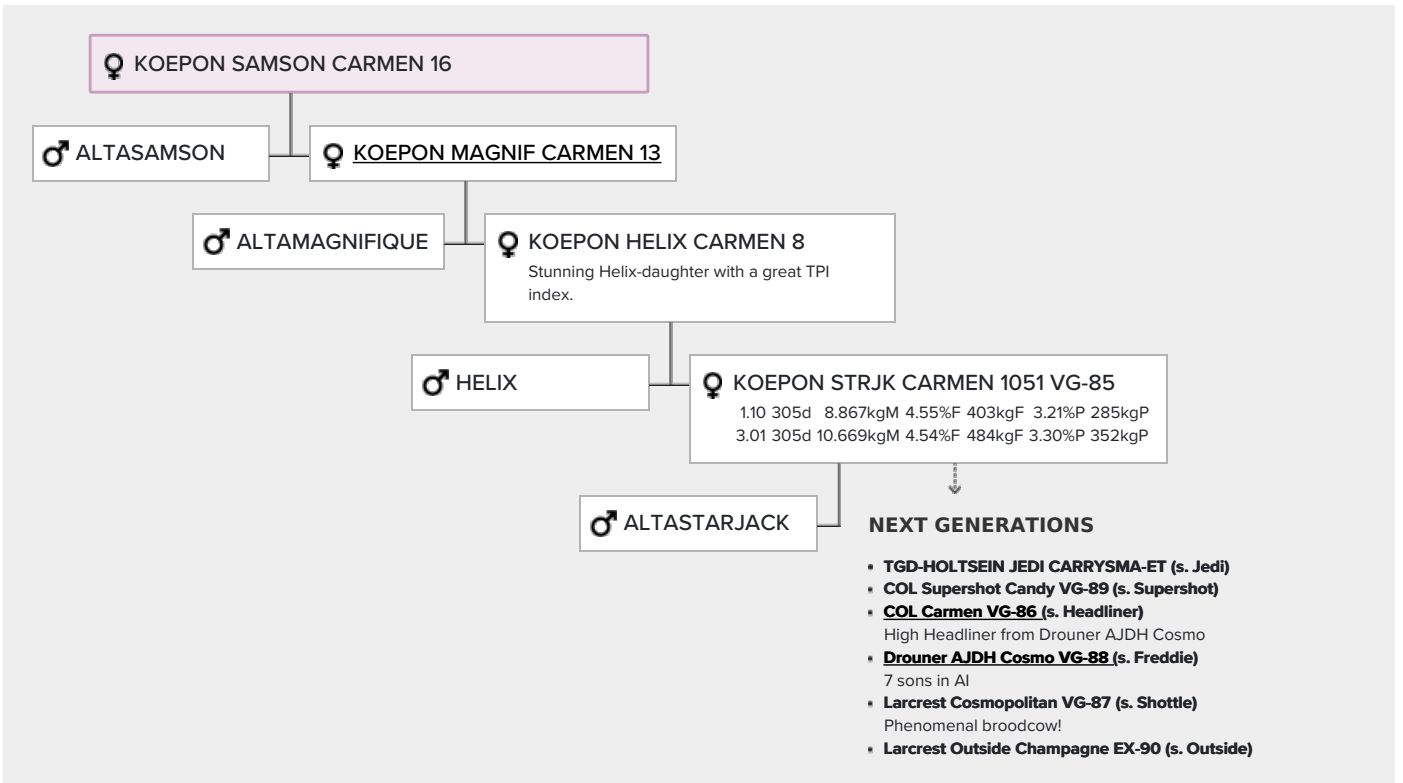 KOEPON SAMSON CARMEN 16
ALTASAMSON
KOEPON MAGNIF CARMEN 13
ALTAMAGNIFIQUE
KOEPON HELIX CARMEN 8
Stunning Helix-daughter with a great TPI
index.
HELIX
KOEPON STRJK CARMEN 1051 VG-85
1.10 305d 8.867kgM 4.55%F 403kgF 3.21%P 285kgP
3.01 305d 10.669kgM 4.54%F 484kgF 3.30%P 352kgP
ALTASTARJACK
NEXT GENERATIONS
TGD-HOLTSEIN JEDI CARRYSMA-ET (s. Jedi)
COL Supershot Candy VG-89 (s. Supershot)
COL Carmen VG-86 (s. Headliner)
High Headliner from Drouner AJDH Cosmo
Drouner AJDH Cosmo VG-88 (s. Freddie)
7 sons in AI
Larcrest Cosmopolitan VG-87 (s. Shottle)
Phenomenal broodcow!
Larcrest Outside Champagne EX-90 (s. Outside)